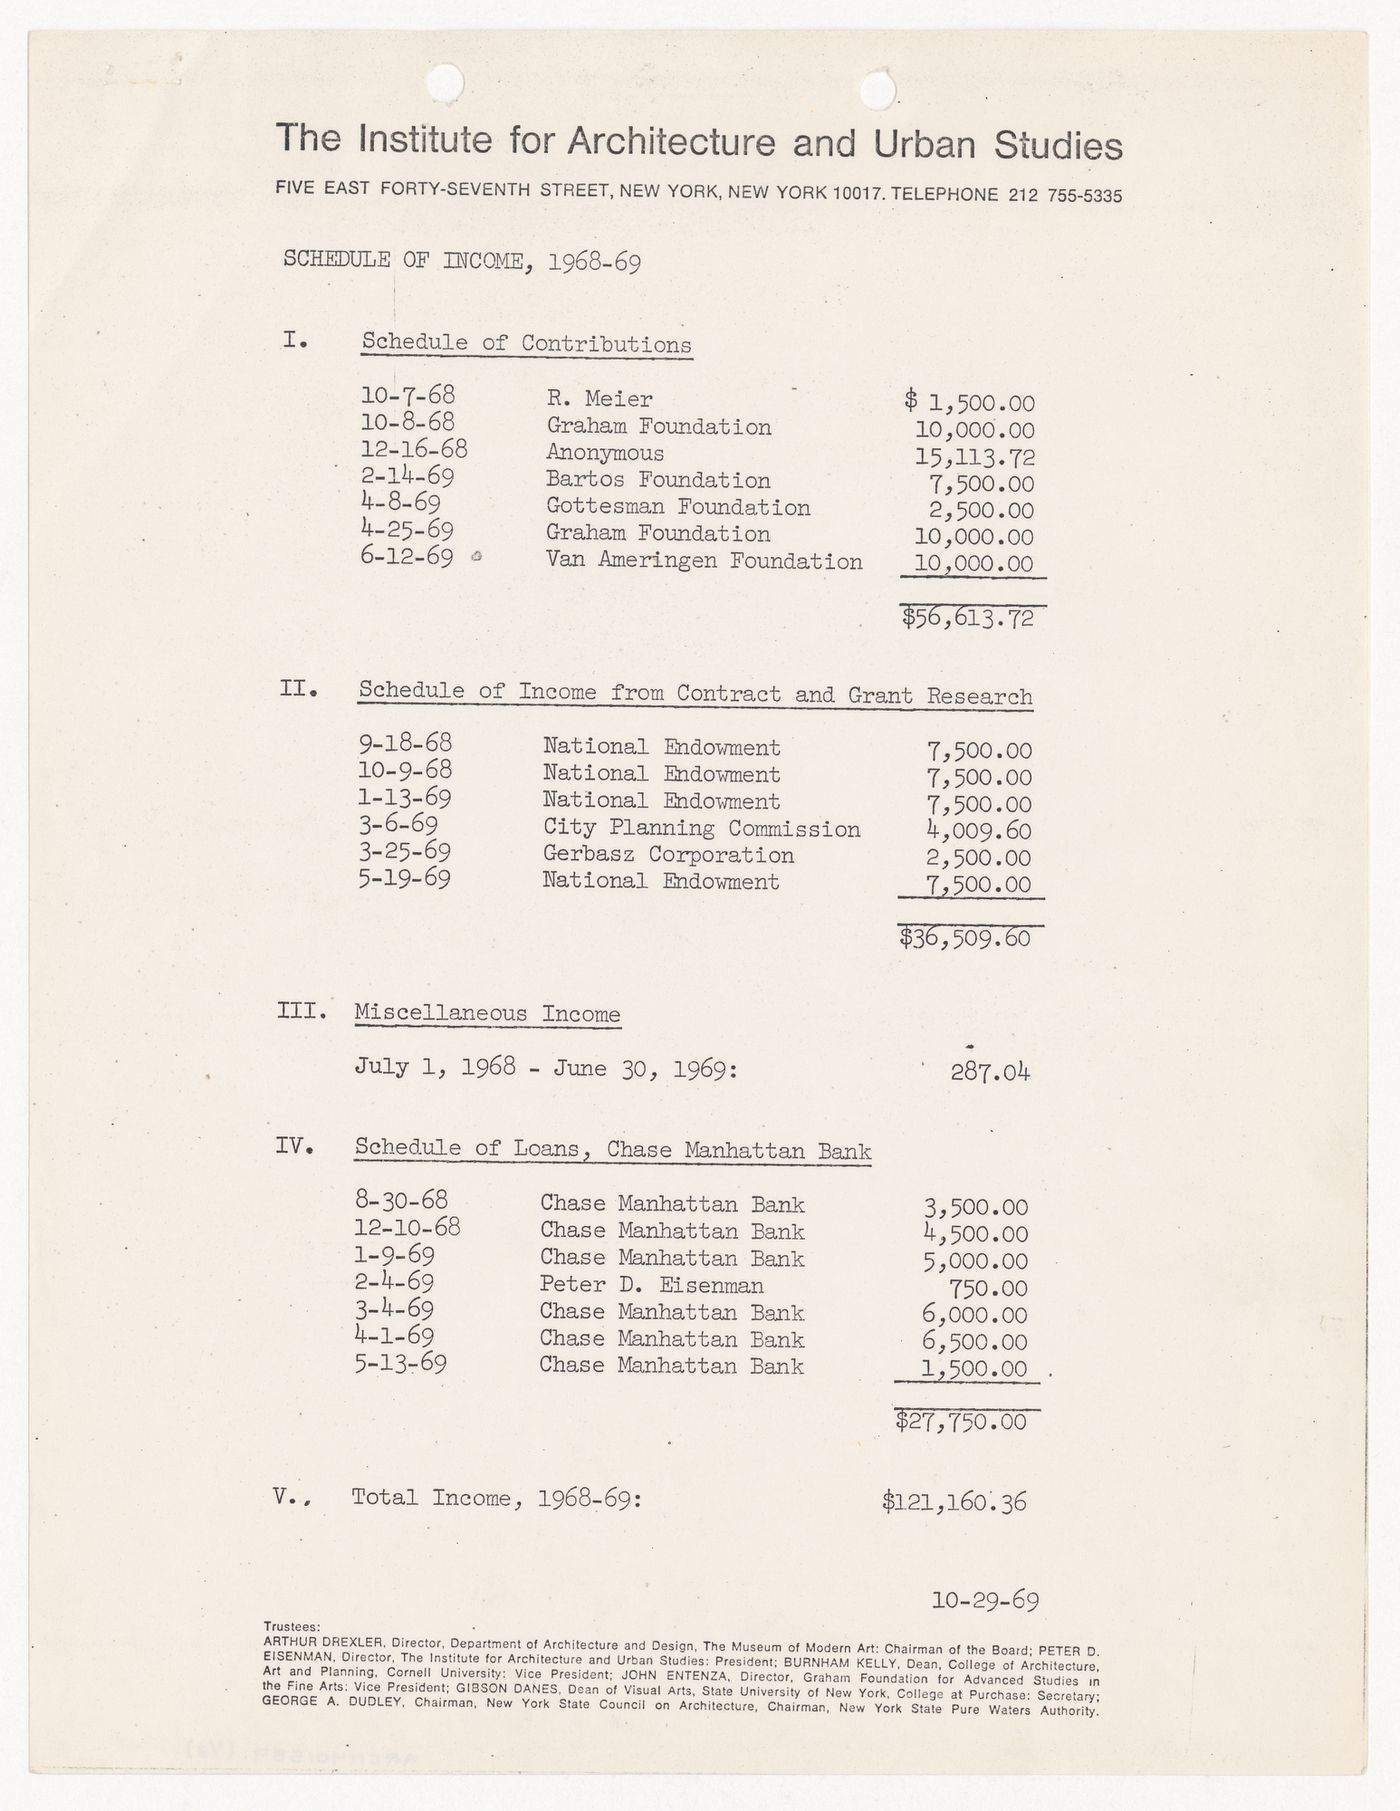 The Institute for Architecture and Urban Studies
FIVE EAST FORTY-SEVENTH STREET, NEW YORK, NEW YORK 10017. TELEPHONE 212 755-5335
SCHEDULE OF INCOME, 1968-69
I. Schedule of Contributions
10-7-68 R. Meier $ 1,500.00
10-8-68 Graham Foundation 10,000.00
12-16-68 Anonymous 15,113.72
2-14-69 Bartos Foundation 7,500.00
4-8-69 Gottesman Foundation 2,500.00
4-25-69 Graham Foundation 10,000.00
6-12-69 Van Ameringen Foundation 10,000.00
$56,613.72
II. Schedule of Income from Contract and Grant Research
9-18-68 National Endowment 7,500.00
10-9-68 National Endowment 7,500.00
1-13-69 National Endowment 7,500.00
3-6-69 City Planning Commission 4,009.60
3-25-69 Gerbasz Corporation 2,500.00
5-19-69 National Endowment 7,500.00
$36,509.60
III. Miscellaneous Income
July 1, 1968 - June 30, 1969: 287.04
IV. Schedule of Loans, Chase Manhattan Bank
8-30-68 Chase Manhattan Bank 3,500.00
12-10-68 Chase Manhattan Bank 4,500.00
1-9-69 Chase Manhattan Bank 5,000.00
2-4-69 Peter D. Eisenman 750.00
3-4-69 Chase Manhattan Bank 6,000.00
4-1-69 Chase Manhattan Bank 6,500.00
5-13-69 Chase Manhattan Bank 1,500.00
$27,750.00
V., Total Income, 1968-69: $121,160.36
10-29-69
Trustees:
ARTHUR DREXLER, Director, Department of Architecture and Design, The Museum of Modern Art: Chairman of the Board; PETER D.
EISENMAN, Director, The Institute for Architecture and Urban Studies: President; BURNHAM KELLY, Dean, College of Architecture,
Art and Planning, Cornell University: Vice President; JOHN ENTENZA, Director, Graham Foundation for Advanced Studies in
the Fine Arts: Vice President; GIBSON DANES, Dean of Visual Arts, State University of New York, College at Purchase: Secretary;
GEORGE A. DUDLEY, Chairman, New York State Council on Architecture, Chairman, New York State Pure Waters Authority.